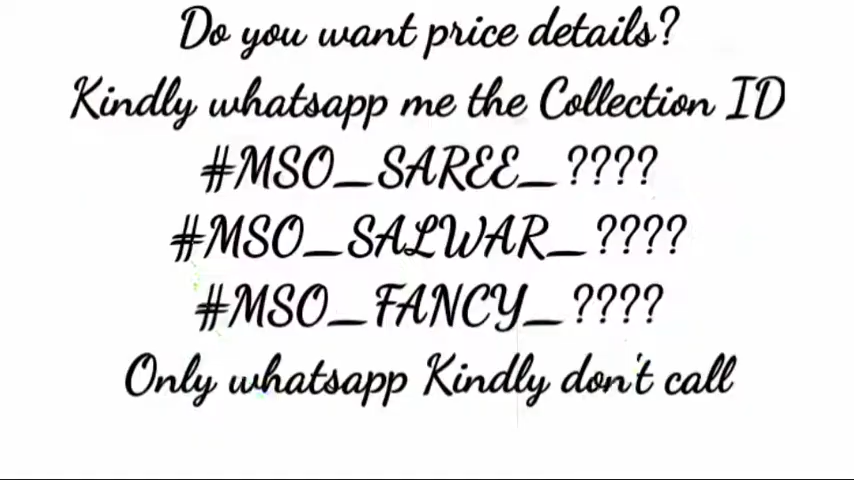 Do you want price details?
Kindly whatsapp me the Collection ID
#MSO_SAREE_????
#MSO_SALWAR_????
#MSO_FANCY_????
Only whatsapp Kindly don't call